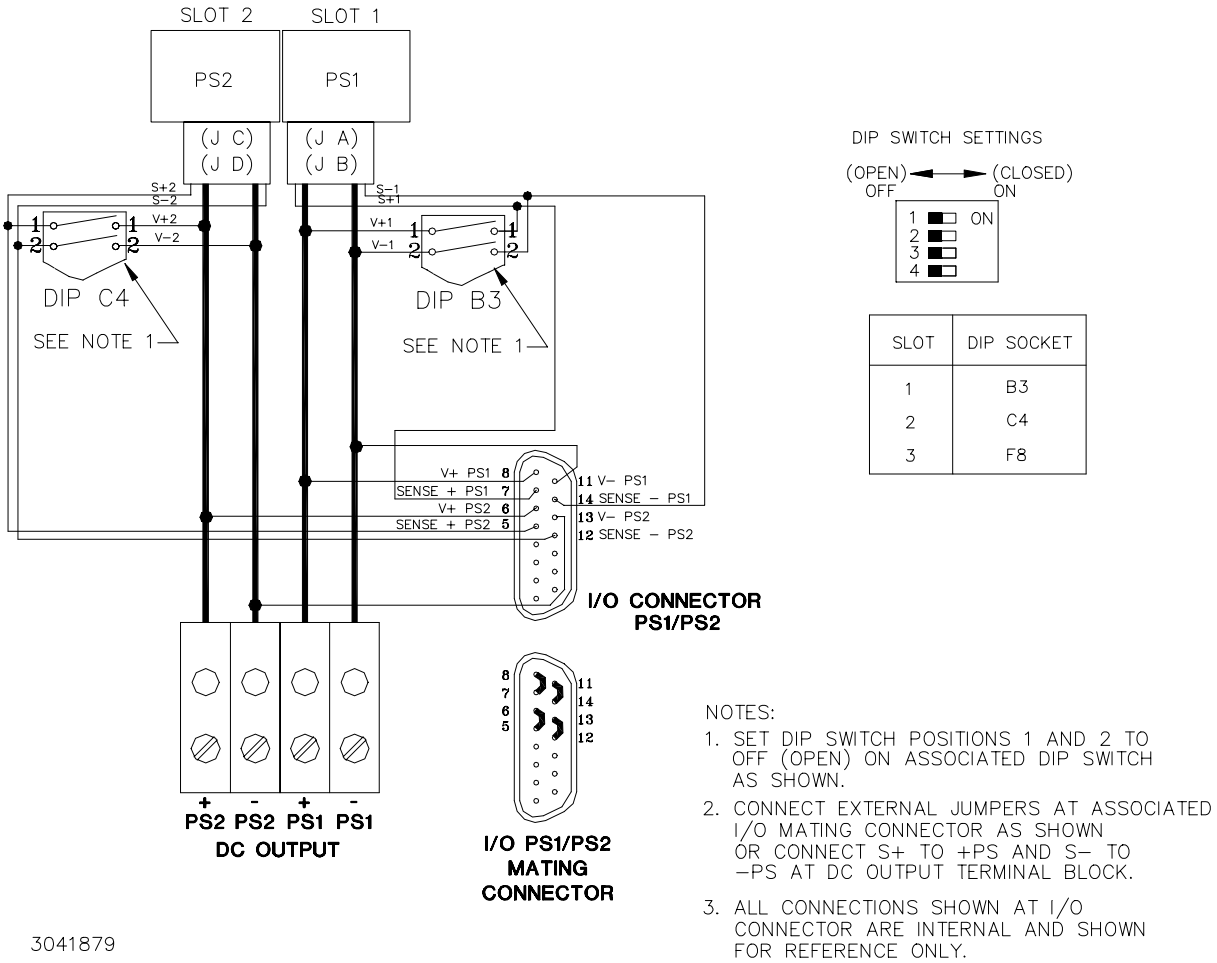 SLOT 2
SLOT 1
PS2
PS1
(J C)
(J D)
(J A)
(J B)
S+2
S−2
V+2
V−2
1
2
1
2
DIP C4
SEE NOTE 1
S−1
S+1
V+1
V−1
1
2
1
2
DIP B3
SEE NOTE 1
DIP SWITCH SETTINGS
(OPEN)
OFF
(CLOSED)
ON
1 ON
2
3
4
SLOT DIP SOCKET
1 B3
2 C4
3 F8
V+ PS1 8
SENSE + PS1 7
V+ PS2 6
SENSE + PS2 5
11 V− PS1
14 SENSE − PS1
13 V− PS2
12 SENSE − PS2
I/O CONNECTOR
PS1/PS2
8
7
6
5
11
14
13
12
I/O PS1/PS2
MATING
CONNECTOR
+ - + -
PS2 PS2 PS1 PS1
DC OUTPUT
NOTES:
1. SET DIP SWITCH POSITIONS 1 AND 2 TO
OFF (OPEN) ON ASSOCIATED DIP SWITCH
AS SHOWN.
2. CONNECT EXTERNAL JUMPERS AT ASSOCIATED
I/O MATING CONNECTOR AS SHOWN
OR CONNECT S+ TO +PS AND S− TO
−PS AT DC OUTPUT TERMINAL BLOCK.
3. ALL CONNECTIONS SHOWN AT I/O
CONNECTOR ARE INTERNAL AND SHOWN
FOR REFERENCE ONLY.
3041879